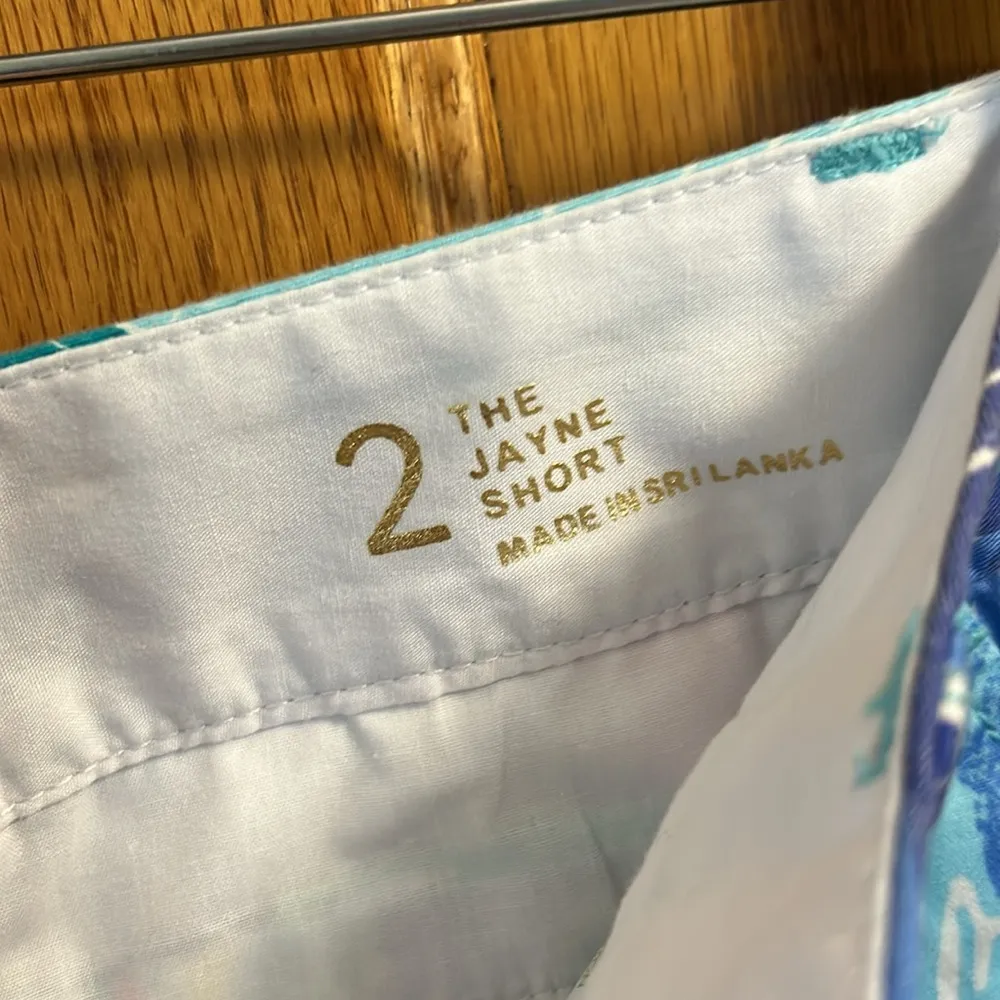 2
THE
JAYNE
SHORT
MADE IN SRI LANKA